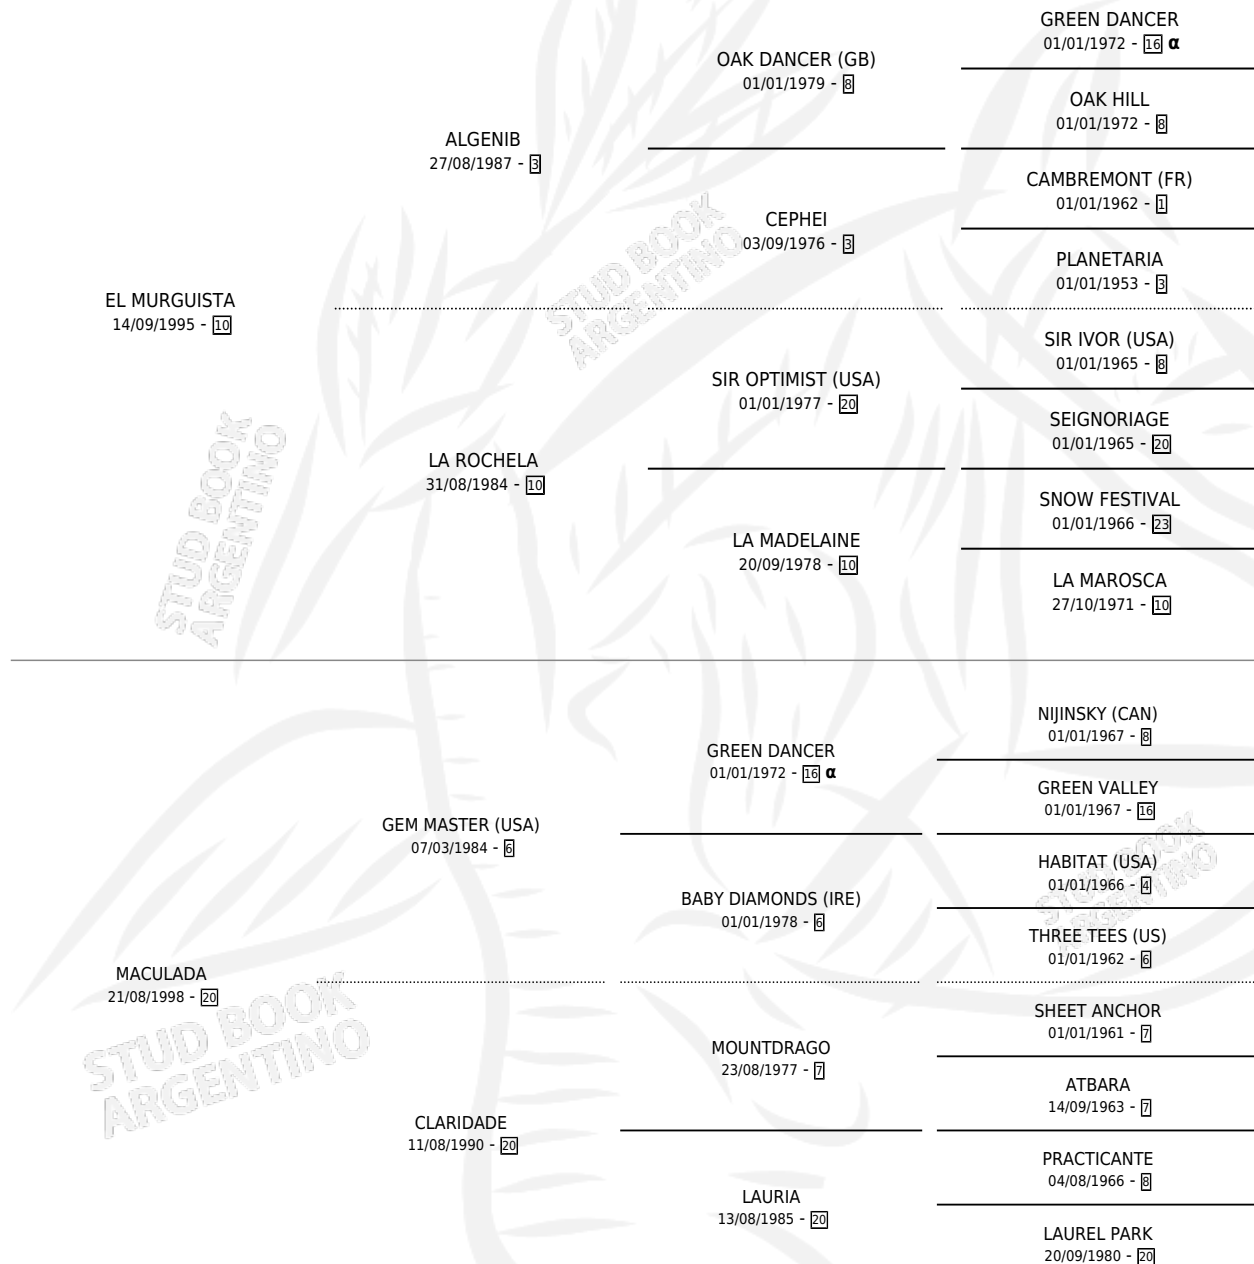 GREEN DANCER
01/01/1972 - 16 α
OAK DANCER (GB)
01/01/1979 - 8
OAK HILL
01/01/1972 - 8
ALGENIB
27/08/1987 - 3
CAMBREMONT (FR)
01/01/1962 - 1
CEPHEI
03/09/1976 - 3
PLANETARIA
01/01/1953 - 3
EL MURGUISTA
14/09/1995 - 10
SIR IVOR (USA)
01/01/1965 - 8
SIR OPTIMIST (USA)
01/01/1977 - 20
SEIGNORIAGE
01/01/1965 - 20
LA ROCHELA
31/08/1984 - 10
SNOW FESTIVAL
01/01/1966 - 23
LA MADELAINE
20/09/1978 - 10
LA MAROSCA
27/10/1971 - 10
NIJINSKY (CAN)
01/01/1967 - 8
GREEN DANCER
01/01/1972 - 16 α
GREEN VALLEY
01/01/1967 - 16
GEM MASTER (USA)
07/03/1984 - 6
HABITAT (USA)
01/01/1966 - 4
BABY DIAMONDS (IRE)
01/01/1978 - 6
THREE TEES (US)
01/01/1962 - 6
MACULADA
21/08/1998 - 20
SHEET ANCHOR
01/01/1961 - 7
MOUNTDRAGO
23/08/1977 - 7
ATBARA
14/09/1963 - 7
CLARIDADE
11/08/1990 - 20
PRACTICANTE
04/08/1966 - 8
LAURIA
13/08/1985 - 20
LAUREL PARK
20/09/1980 - 20
STUD BOOK
ARGENTINO
STUD BOOK
ARGENTINO
STUD BOOK
ARGENTINO
STUD BOOK
ARGENTINO